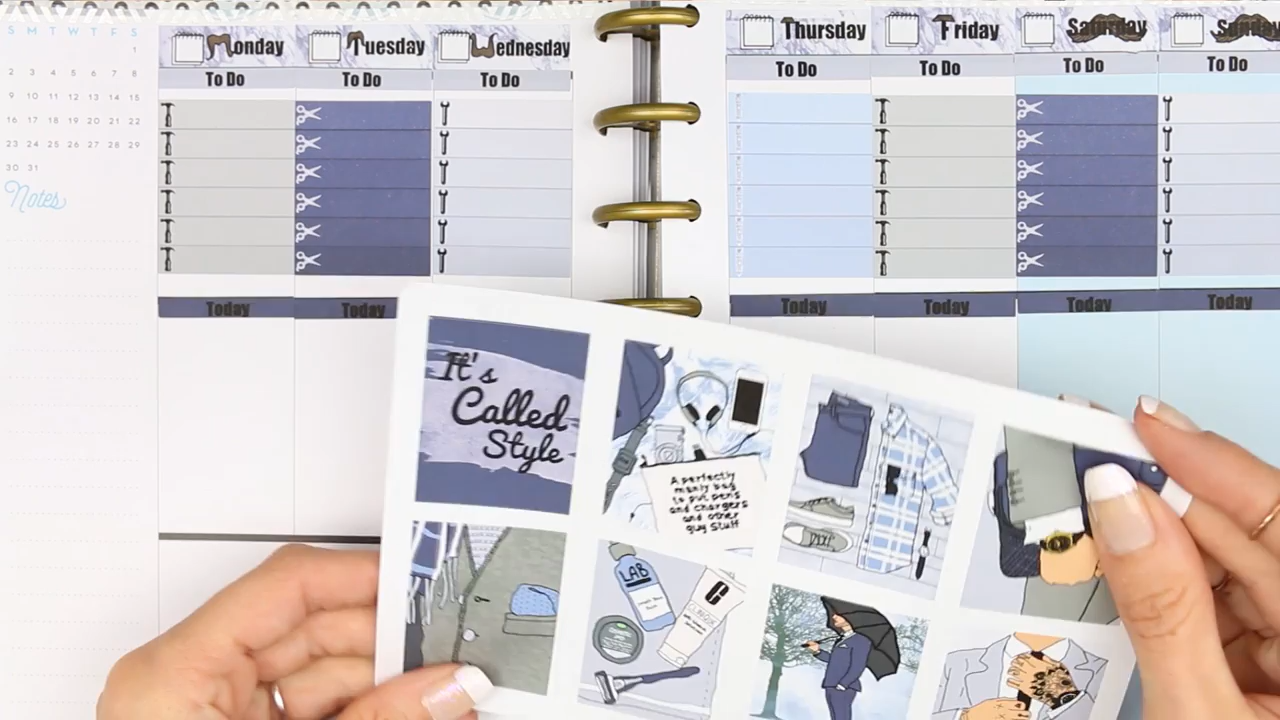 S M T W T F S
1
2 3 4 5 6 7 8
9 10 11 12 13 14 15
16 17 18 19 20 21 22
23 24 25 26 27 28 29
30 31
Notes
Monday Tuesday Wednesday Thursday Friday Saturday Sunday
To Do To Do To Do To Do To Do To Do To Do
Today Today Today Today Today Today
It's
Called
Style
A perfectly
manly bag
to put pens
and chargers
and other
guy stuff
LAB
C